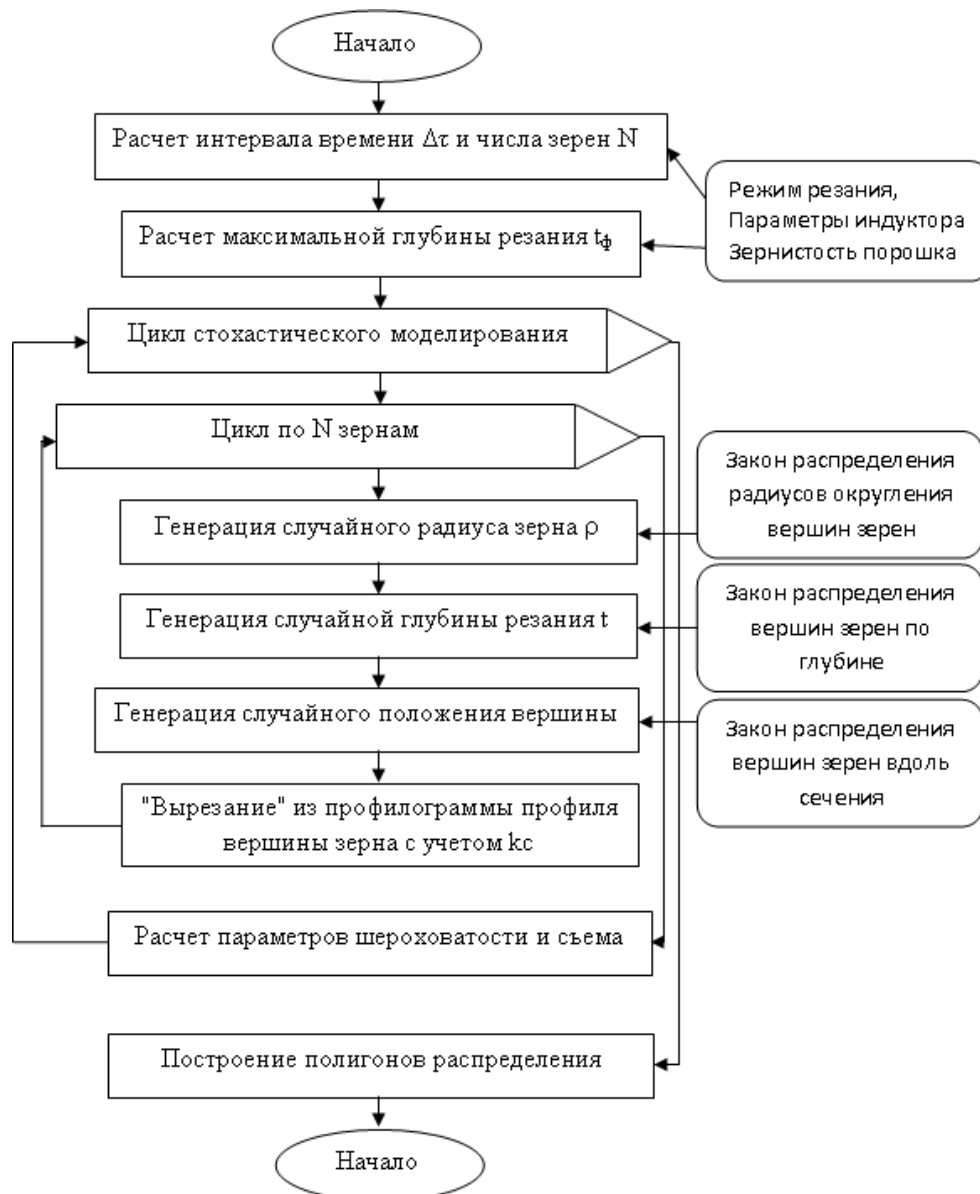 Начало
Расчет интервала времени Δτ и числа зерен N
Режим резания,
Параметры индуктора
Зернистость порошка
Расчет максимальной глубины резания tф
Цикл стохастического моделирования
Цикл по N зернам
Закон распределения
радиусов округления
вершин зерен
Генерация случайного радиуса зерна ρ
Закон распределения
вершин зерен по
глубине
Генерация случайной глубины резания t
Генерация случайного положения вершины
Закон распределения
вершин зерен вдоль
сечения
"Вырезание" из профилограммы профиля
вершины зерна с учетом kc
Расчет параметров шероховатости и съема
Построение полигонов распределения
Начало